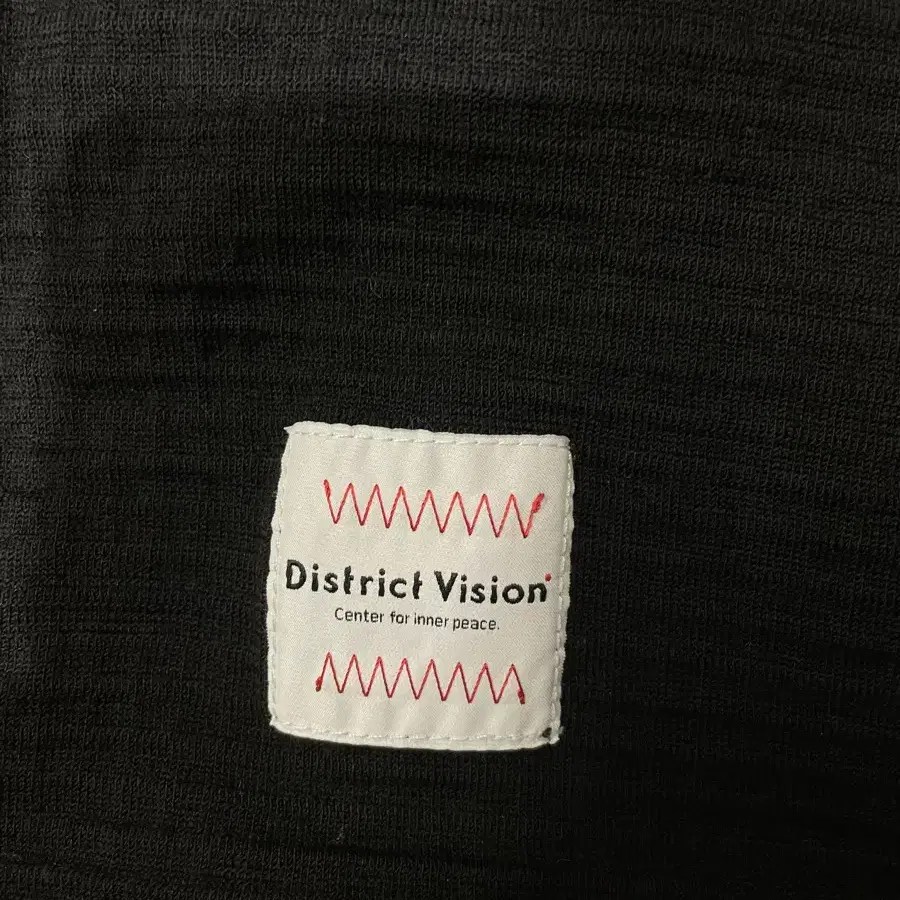 District Vision
Center for inner peace.